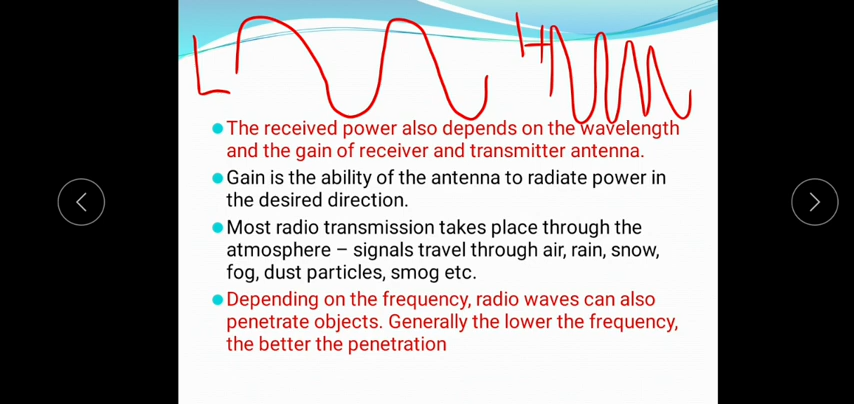 L H
The received power also depends on the wavelength
and the gain of receiver and transmitter antenna.
Gain is the ability of the antenna to radiate power in
the desired direction.
Most radio transmission takes place through the
atmosphere – signals travel through air, rain, snow,
fog, dust particles, smog etc.
Depending on the frequency, radio waves can also
penetrate objects. Generally the lower the frequency,
the better the penetration